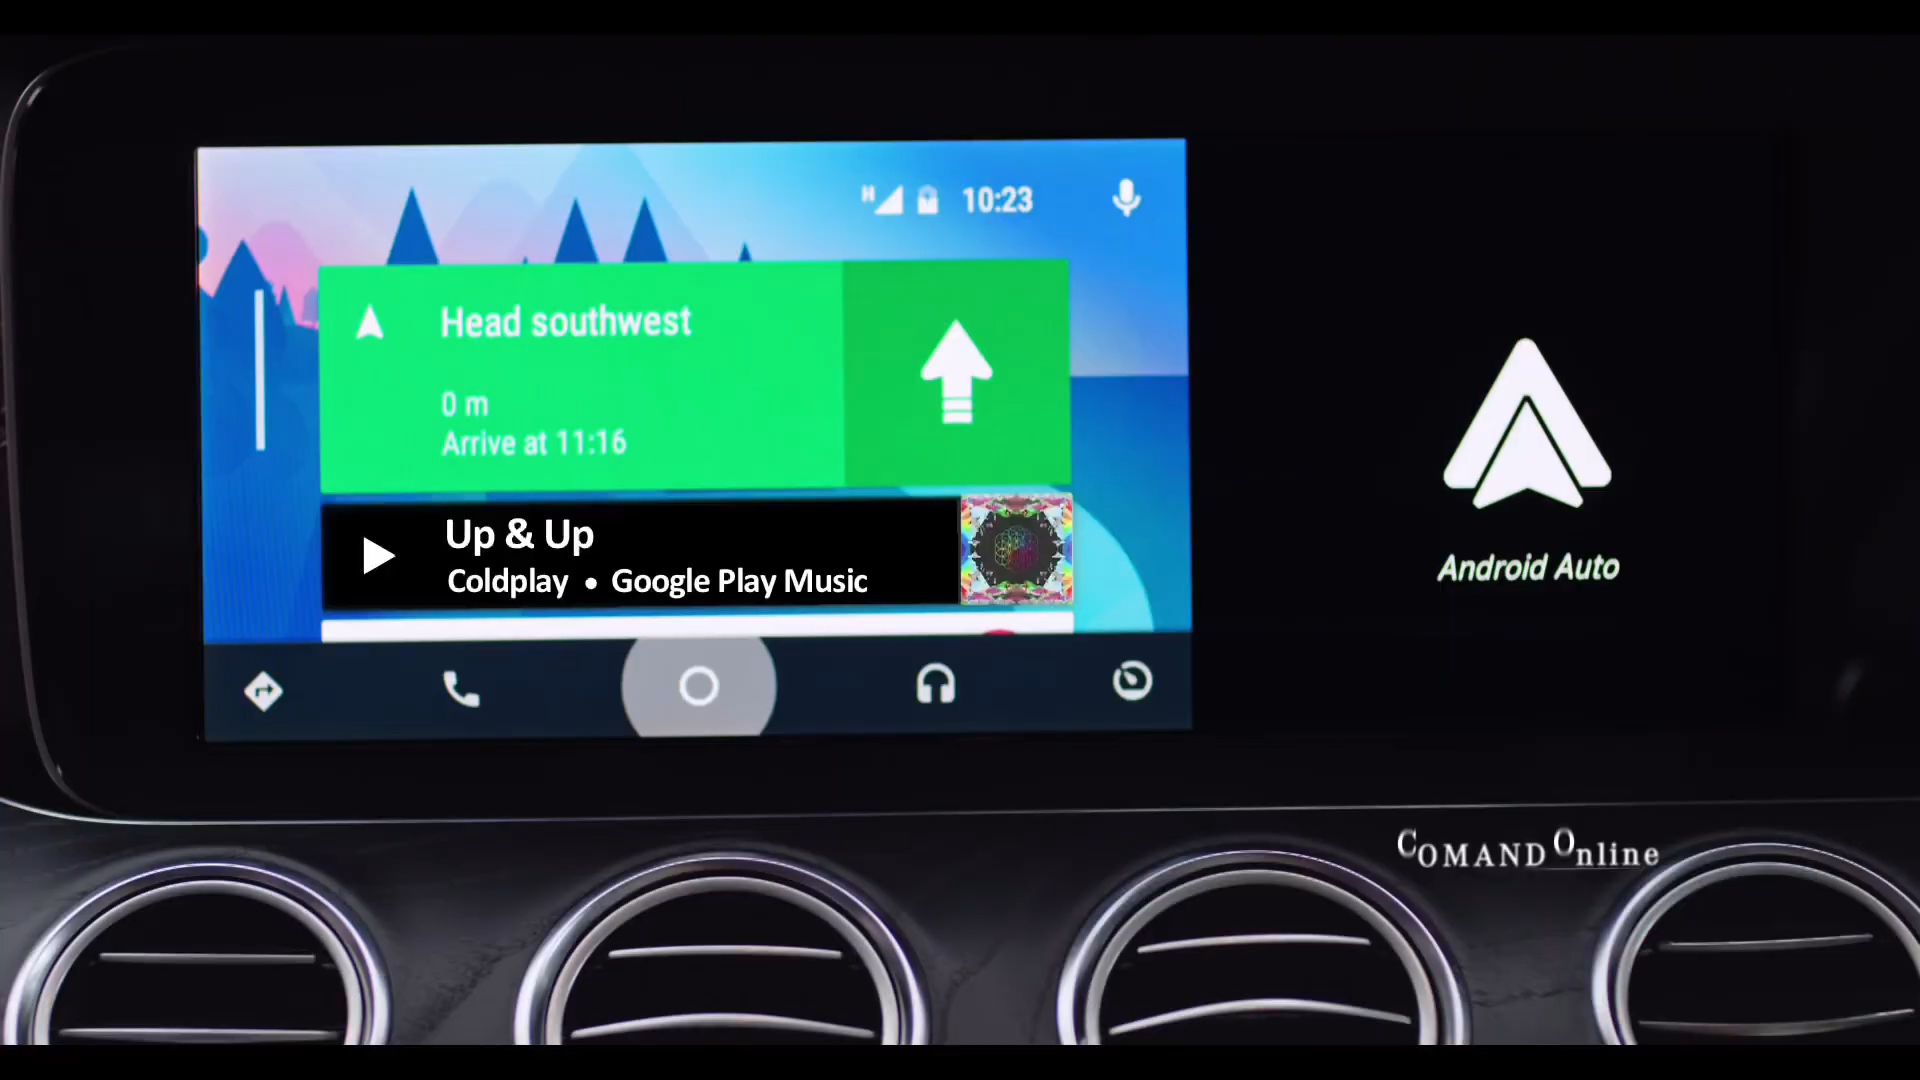 H 10:23
Head southwest
0 m
Arrive at 11:16
Up & Up
Coldplay • Google Play Music
Android Auto
COMAND Online